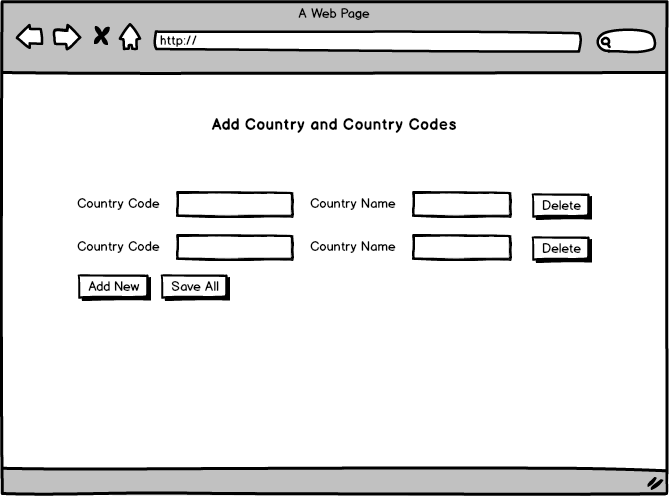 A Web Page
http://
Add Country and Country Codes
Country Code Country Name Delete
Country Code Country Name Delete
Add New Save All